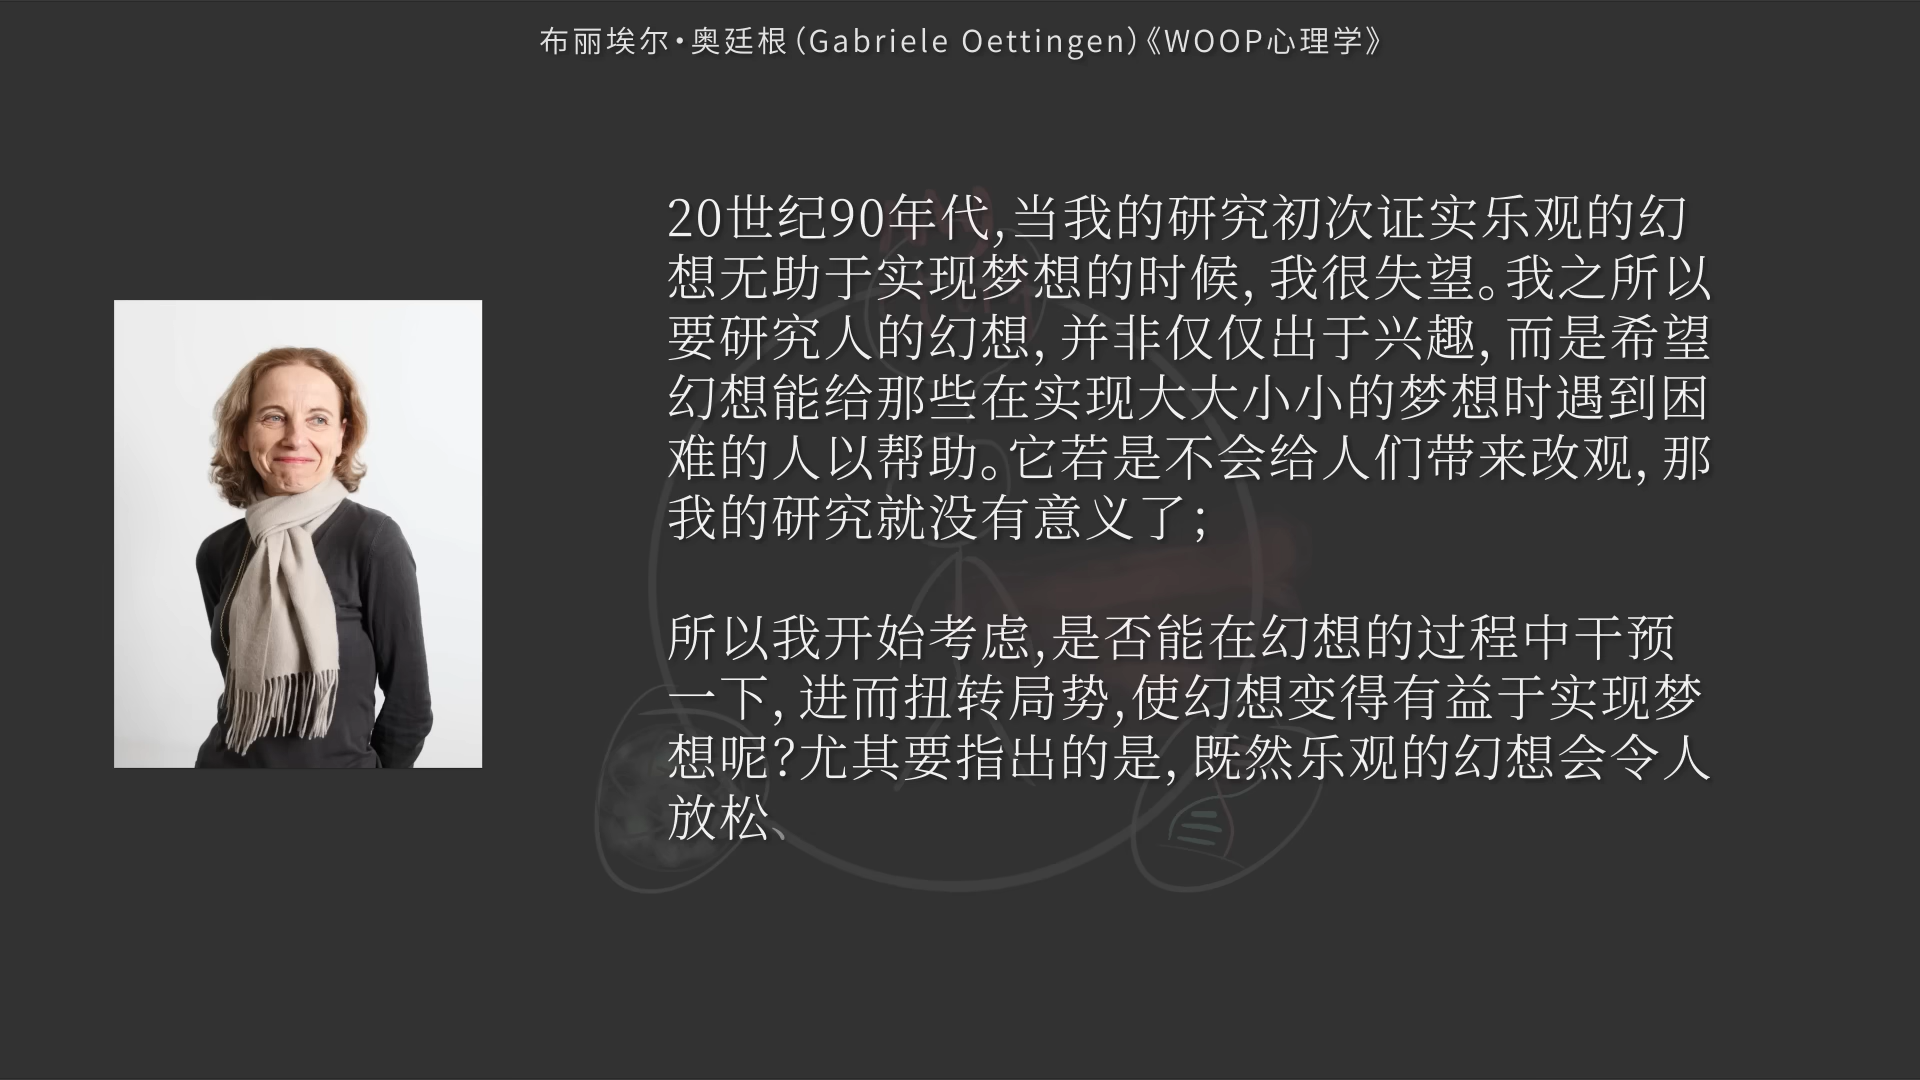 布丽埃尔·奥廷根（Gabriele Oettingen）《WOOP心理学》
20世纪90年代，当我的研究初次证实乐观的幻
想无助于实现梦想的时候，我很失望。我之所以
要研究人的幻想，并非仅仅出于兴趣，而是希望
幻想能给那些在实现大大小小的梦想时遇到困
难的人以帮助。它若是不会给人们带来改观，那
我的研究就没有意义了；
所以我开始考虑，是否能在幻想的过程中干预
一下，进而扭转局势，使幻想变得有益于实现梦
想呢？尤其要指出的是，既然乐观的幻想会令人
放松、